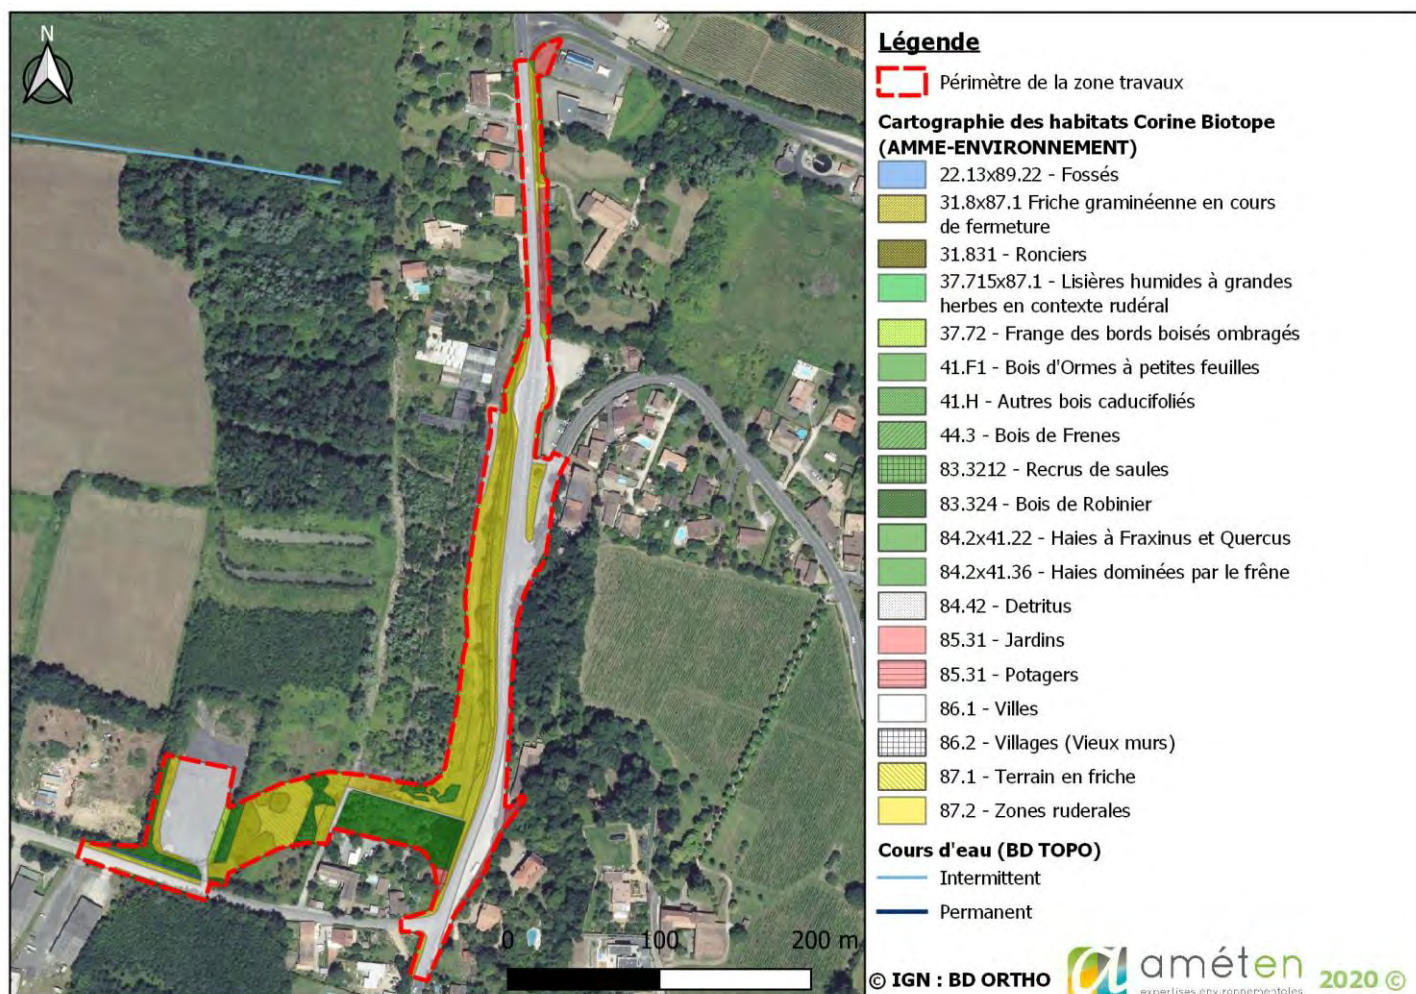 N
0 100 200 m
Légende
Périmètre de la zone travaux
Cartographie des habitats Corine Biotope
(AMME-ENVIRONNEMENT)
22.13x89.22 - Fossés
31.8x87.1 Friche graminéenne en cours
de fermeture
31.831 - Ronciers
37.715x87.1 - Lisières humides à grandes
herbes en contexte rudéral
37.72 - Frange des bords boisés ombragés
41.F1 - Bois d'Ormes à petites feuilles
41.H - Autres bois caducifoliés
44.3 - Bois de Frenes
83.3212 - Recrus de saules
83.324 - Bois de Robinier
84.2x41.22 - Haies à Fraxinus et Quercus
84.2x41.36 - Haies dominées par le frêne
84.42 - Detritus
85.31 - Jardins
85.31 - Potagers
86.1 - Villes
86.2 - Villages (Vieux murs)
87.1 - Terrain en friche
87.2 - Zones ruderales
Cours d'eau (BD TOPO)
Intermittent
Permanent
© IGN : BD ORTHO
améten
expertises environnementales
2020 ©